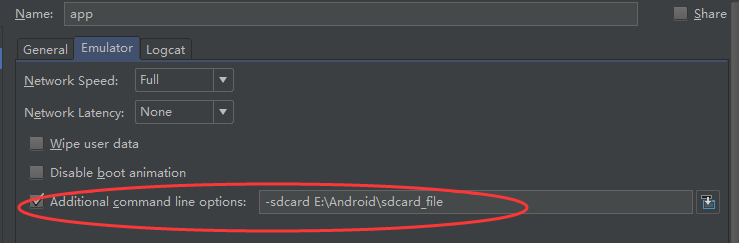 Name: app Share
General Emulator Logcat
Network Speed: Full
Network Latency: None
Wipe user data
Disable boot animation
Additional command line options: -sdcard E:\Android\sdcard_file